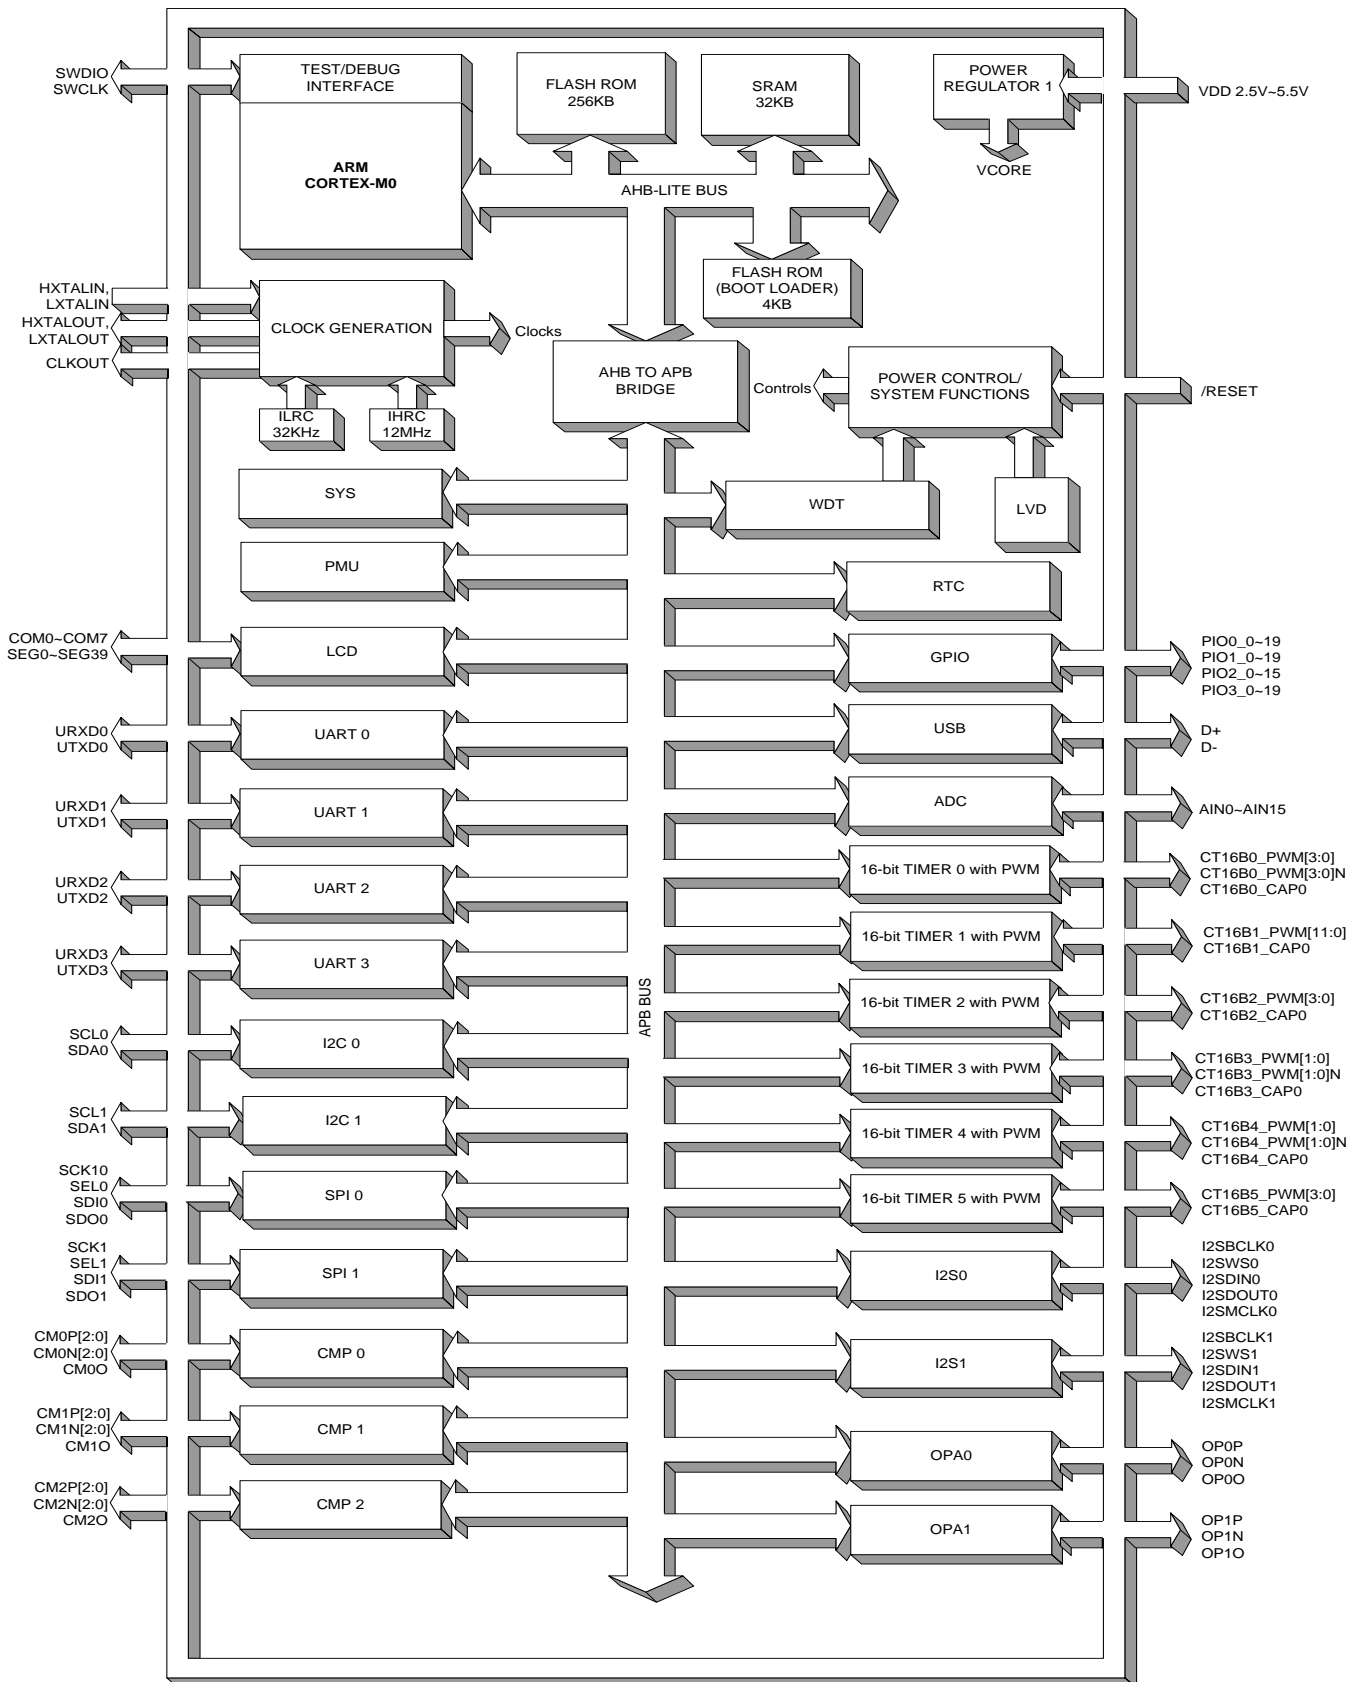 SWDIO
SWCLK
TEST/DEBUG
INTERFACE
ARM
CORTEX-M0
FLASH ROM
256KB
SRAM
32KB
POWER
REGULATOR 1
VDD 2.5V~5.5V
VCORE
AHB-LITE BUS
FLASH ROM
(BOOT LOADER)
4KB
HXTALIN,
LXTALIN
HXTALOUT,
LXTALOUT
CLKOUT
CLOCK GENERATION
Clocks
ILRC
32KHz
IHRC
12MHz
AHB TO APB
BRIDGE
Controls
POWER CONTROL/
SYSTEM FUNCTIONS
/RESET
SYS
WDT
LVD
PMU
RTC
COM0~COM7
SEG0~SEG39
LCD
GPIO
PIO0_0~19
PIO1_0~19
PIO2_0~15
PIO3_0~19
URXD0
UTXD0
UART 0
USB
D+
D-
URXD1
UTXD1
UART 1
ADC
AIN0~AIN15
URXD2
UTXD2
UART 2
16-bit TIMER 0 with PWM
CT16B0_PWM[3:0]
CT16B0_PWM[3:0]N
CT16B0_CAP0
URXD3
UTXD3
UART 3
16-bit TIMER 1 with PWM
CT16B1_PWM[11:0]
CT16B1_CAP0
APB BUS
16-bit TIMER 2 with PWM
CT16B2_PWM[3:0]
CT16B2_CAP0
SCL0
SDA0
I2C 0
16-bit TIMER 3 with PWM
CT16B3_PWM[1:0]
CT16B3_PWM[1:0]N
CT16B3_CAP0
SCL1
SDA1
I2C 1
16-bit TIMER 4 with PWM
CT16B4_PWM[1:0]
CT16B4_PWM[1:0]N
CT16B4_CAP0
SCK10
SEL0
SDI0
SDO0
SPI 0
16-bit TIMER 5 with PWM
CT16B5_PWM[3:0]
CT16B5_CAP0
SCK1
SEL1
SDI1
SDO1
SPI 1
I2S0
I2SBCLK0
I2SWS0
I2SDIN0
I2SDOUT0
I2SMCLK0
CM0P[2:0]
CM0N[2:0]
CM0O
CMP 0
I2S1
I2SBCLK1
I2SWS1
I2SDIN1
I2SDOUT1
I2SMCLK1
CM1P[2:0]
CM1N[2:0]
CM1O
CMP 1
OPA0
OP0P
OP0N
OP0O
CM2P[2:0]
CM2N[2:0]
CM2O
CMP 2
OPA1
OP1P
OP1N
OP1O